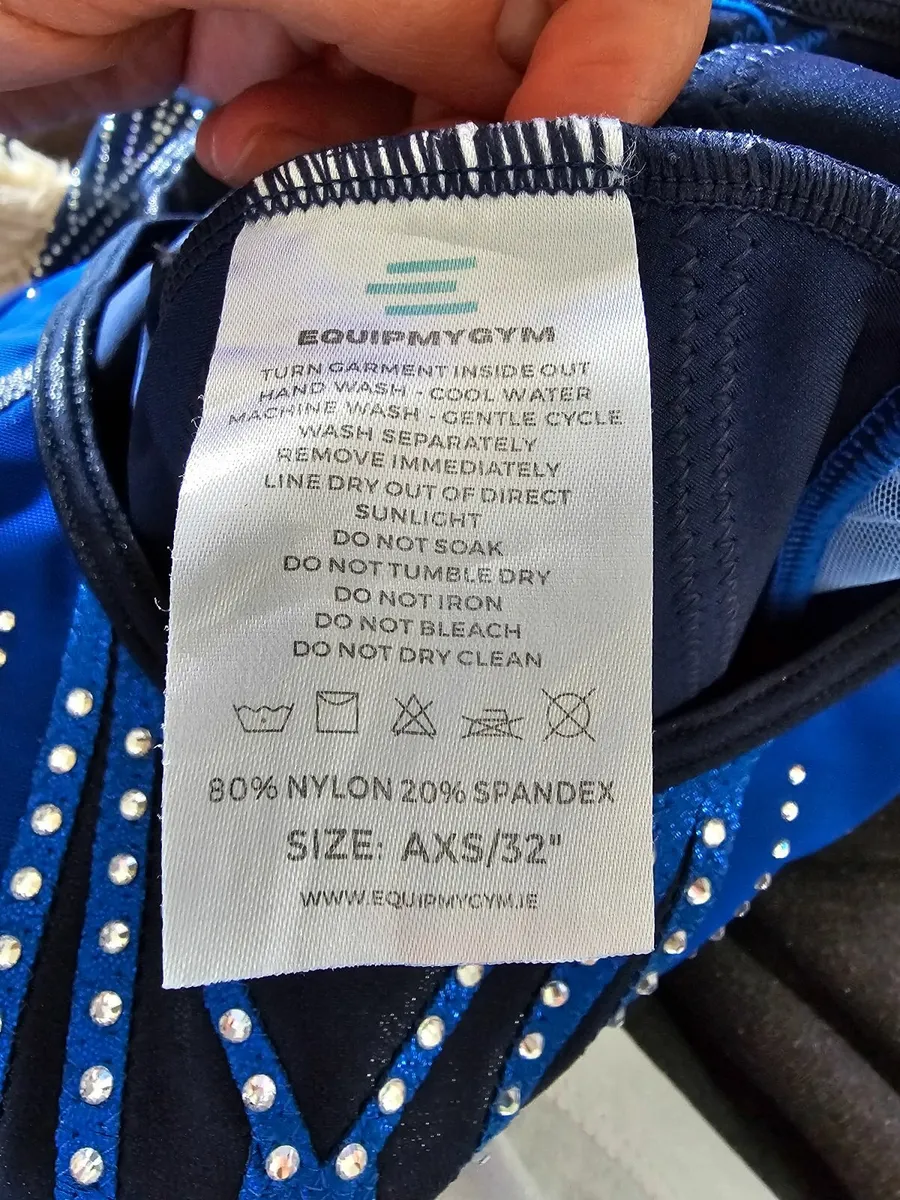 EQUIPMYGYM
TURN GARMENT INSIDE OUT
HAND WASH - COOL WATER
MACHINE WASH - GENTLE CYCLE
WASH SEPARATELY
REMOVE IMMEDIATELY
LINE DRY OUT OF DIRECT
SUNLIGHT
DO NOT SOAK
DO NOT TUMBLE DRY
DO NOT IRON
DO NOT BLEACH
DO NOT DRY CLEAN
80% NYLON 20% SPANDEX
SIZE: AXS/32"
WWW.EQUIPMYGYM.IE